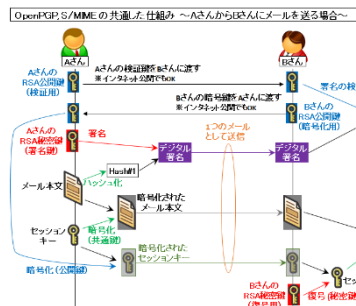 OpenPGP, S/MIMEの共通した仕組み ～AさんからBさんにメールを送る場合～
Aさん
Bさん
Aさんの検証鍵をBさんに渡す
※インターネット公開でもOK
Aさんの
RSA公開鍵
(検証用)
署名の検
Bさんの暗号鍵をAさんに渡す
※インターネット公開でもOK
Bさんの
RSA公開鍵
(暗号化用)
Aさんの
RSA秘密鍵
(署名鍵)
署名
デジタル
署名
1つのメール
として送信
デジタル
署名
Hash値
ハッシュ化
メール本文
暗号化された
メール本文
暗号化
(共通鍵)
セッション
キー
暗号化された
セッションキー
暗号化(公開鍵)
Bさんの
RSA秘密鍵
(復号用)
復号(秘密鍵
セッ
キ